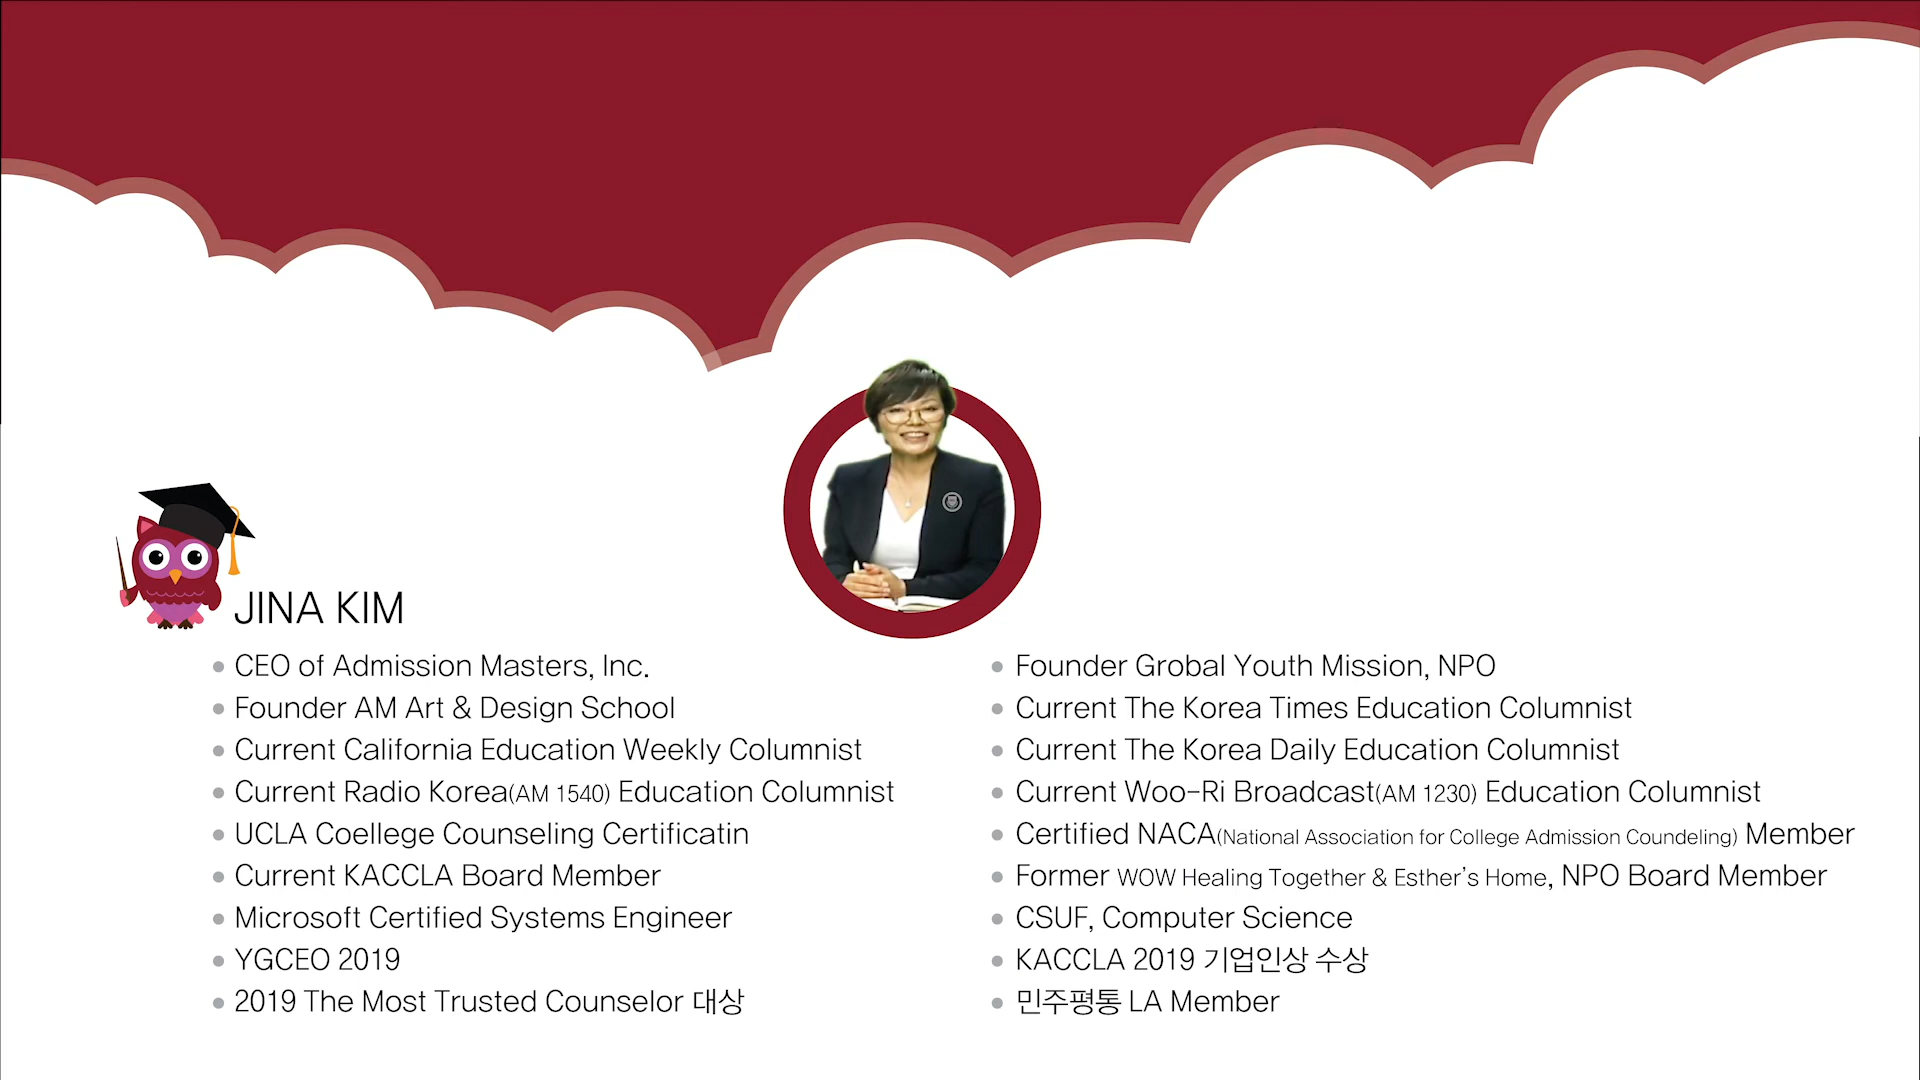 JINA KIM
CEO of Admission Masters, Inc.
Founder AM Art & Design School
Current California Education Weekly Columnist
Current Radio Korea(AM 1540) Education Columnist
UCLA Coellege Counseling Certificatin
Current KACCLA Board Member
Microsoft Certified Systems Engineer
YGCEO 2019
2019 The Most Trusted Counselor 대상
Founder Grobal Youth Mission, NPO
Current The Korea Times Education Columnist
Current The Korea Daily Education Columnist
Current Woo-Ri Broadcast(AM 1230) Education Columnist
Certified NACA(National Association for College Admission Coundeling) Member
Former WOW Healing Together & Esther's Home, NPO Board Member
CSUF, Computer Science
KACCLA 2019 기업인상 수상
민주평통 LA Member